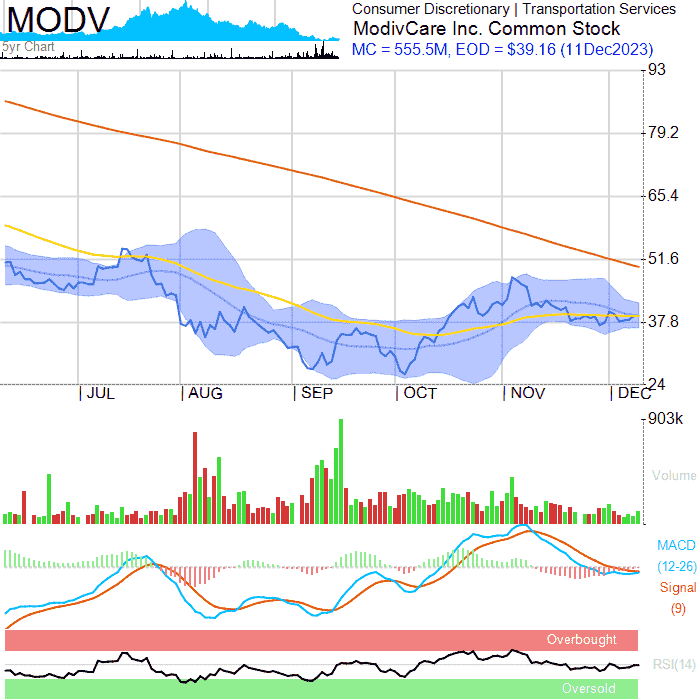 MODV
Consumer Discretionary | Transportation Services
ModivCare Inc. Common Stock
MC = 555.5M, EOD = $39.16 (11Dec2023)
5yr Chart
93
79.2
65.4
51.6
37.8
24
JUL AUG SEP OCT NOV DEC
903k
Volume
MACD
(12-26)
Signal
(9)
Overbought
RSI(14)
Oversold